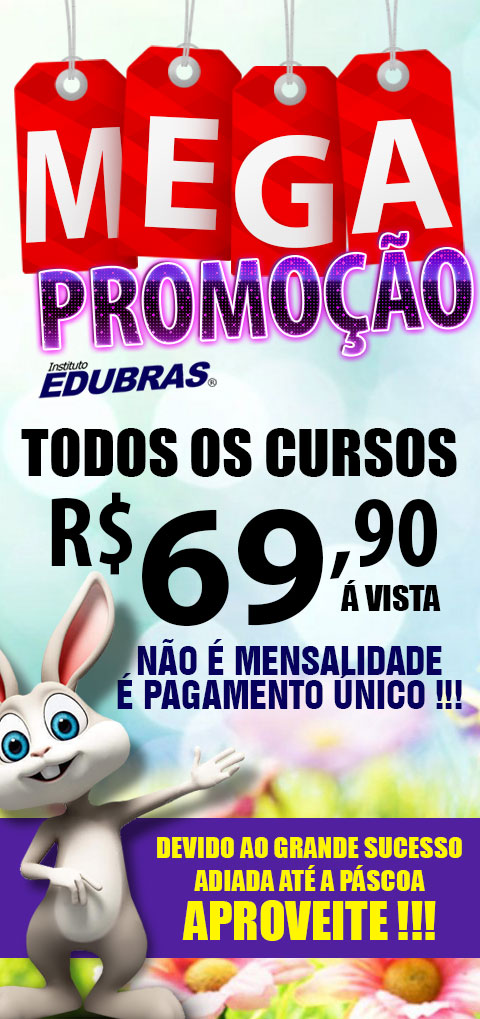 MEGA
PROMOÇÃO
Instituto
EDUBRAS®
TODOS OS CURSOS
R$69,90
Á VISTA
NÃO É MENSALIDADE
É PAGAMENTO ÚNICO !!!
DEVIDO AO GRANDE SUCESSO
ADIADA ATÉ A PÁSCOA
APROVEITE !!!